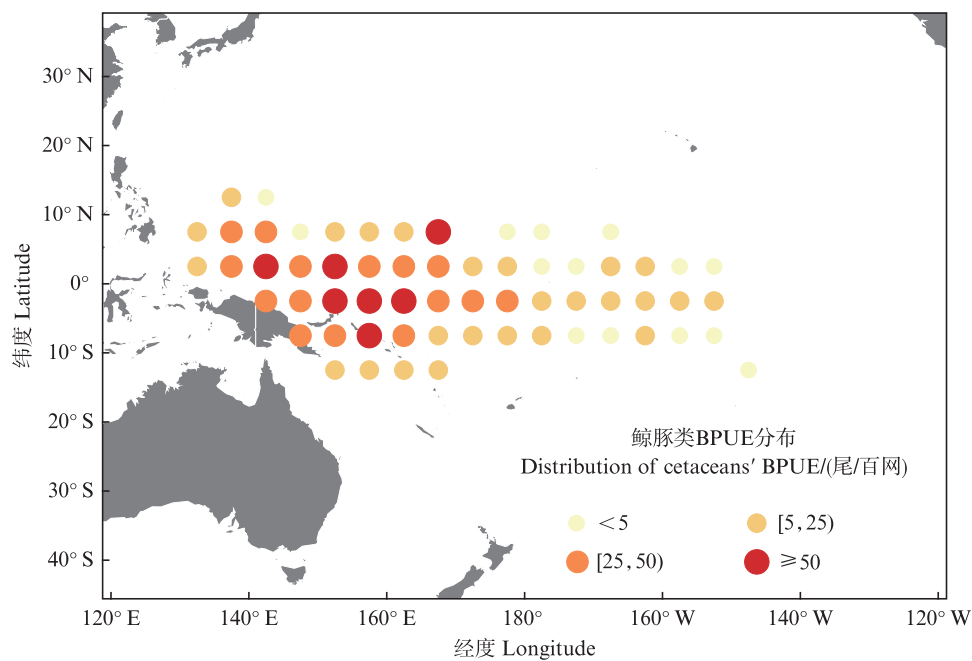 30° N
20° N
10° N
0°
10° S
20° S
30° S
40° S
纬度 Latitude
鲸豚类BPUE分布
Distribution of cetaceans′ BPUE/(尾/百网)
＜5
[5, 25)
[25, 50)
≥50
120° E
140° E
160° E
180°
160° W
140° W
120° W
经度 Longitude